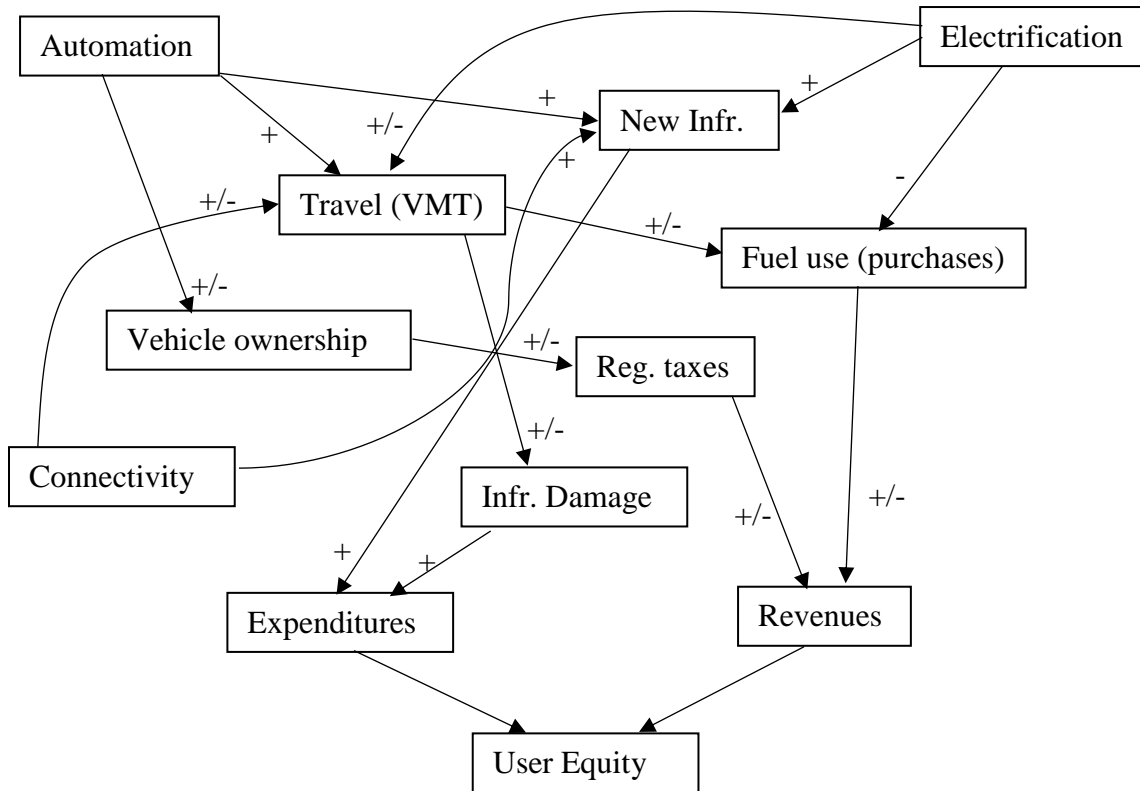 Automation
Electrification
+
+
New Infr.
+/-
+
+
-
+/-
Travel (VMT)
+/-
Fuel use (purchases)
+/-
Vehicle ownership
+/-
Reg. taxes
+/-
Connectivity
Infr. Damage
+/-
+/-
+
+
Expenditures
Revenues
User Equity